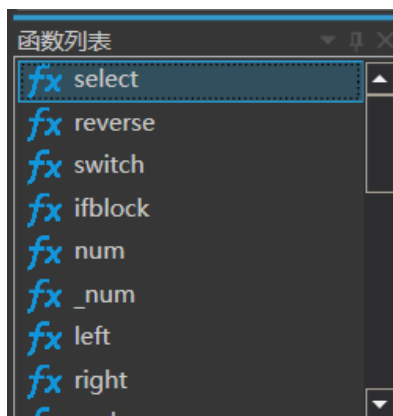 函数列表
fx select
fx reverse
fx switch
fx ifblock
fx num
fx _num
fx left
fx right